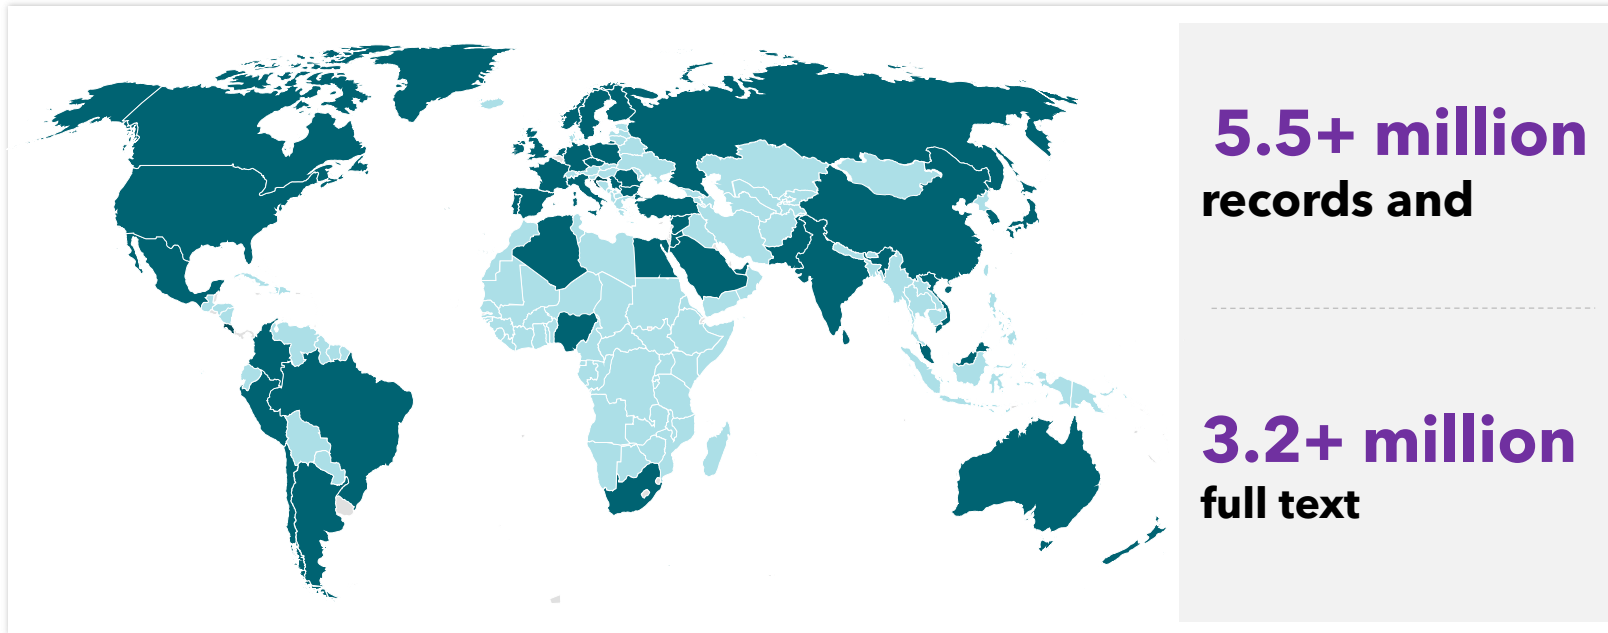 5.5+ million
records and
3.2+ million
full text